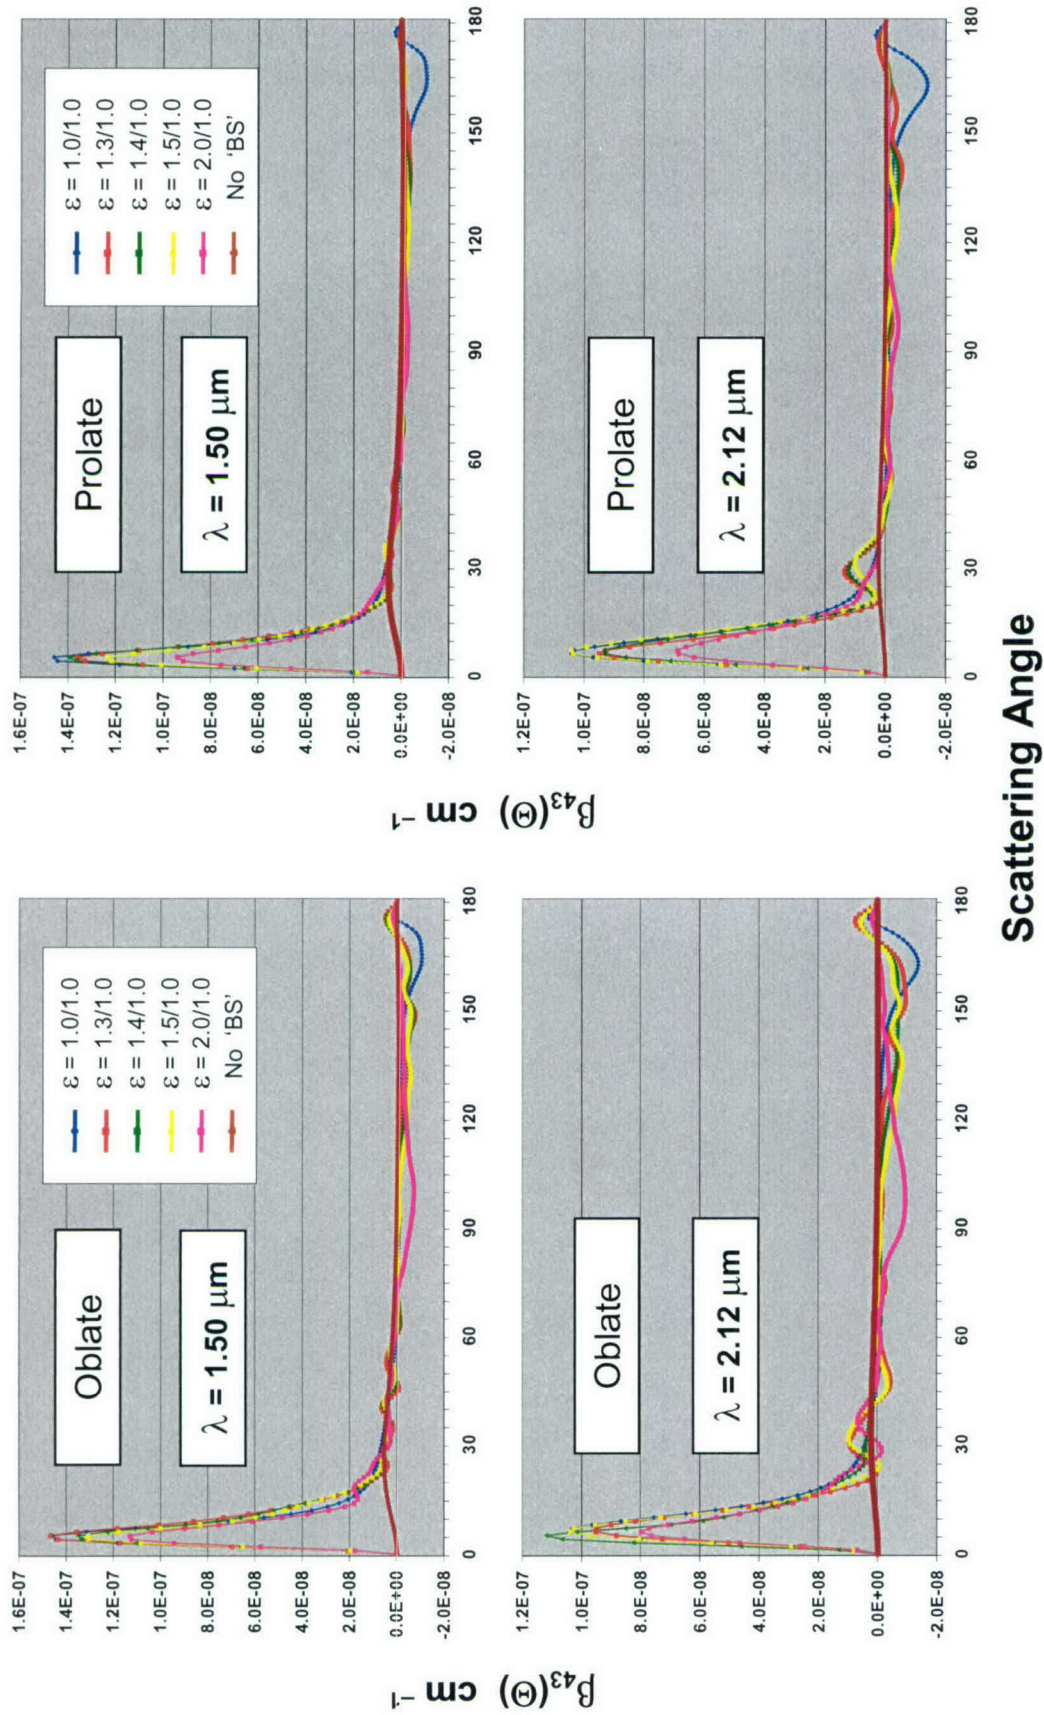 Oblate
λ = 1.50 µm
ε = 1.0/1.0
ε = 1.3/1.0
ε = 1.4/1.0
ε = 1.5/1.0
ε = 2.0/1.0
No ‘BS’
1.6E-07
1.4E-07
1.2E-07
1.0E-07
8.0E-08
6.0E-08
4.0E-08
2.0E-08
0.0E+00
-2.0E-08
0 30 60 90 120 150 180
β43(Θ) cm⁻¹
Prolate
λ = 1.50 µm
ε = 1.0/1.0
ε = 1.3/1.0
ε = 1.4/1.0
ε = 1.5/1.0
ε = 2.0/1.0
No ‘BS’
1.6E-07
1.4E-07
1.2E-07
1.0E-07
8.0E-08
6.0E-08
4.0E-08
2.0E-08
0.0E+00
-2.0E-08
0 30 60 90 120 150 180
β43(Θ) cm⁻¹
Oblate
λ = 2.12 µm
1.2E-07
1.0E-07
8.0E-08
6.0E-08
4.0E-08
2.0E-08
0.0E+00
-2.0E-08
0 30 60 90 120 150 180
Prolate
λ = 2.12 µm
1.2E-07
1.0E-07
8.0E-08
6.0E-08
4.0E-08
2.0E-08
0.0E+00
-2.0E-08
0 30 60 90 120 150 180
Scattering Angle